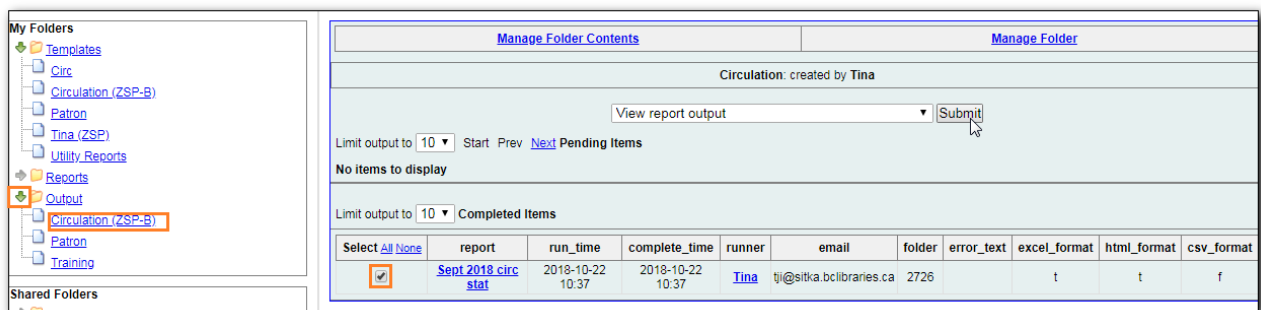 My Folders
Templates
Circ
Circulation (ZSP-B)
Patron
Tina (ZSP)
Utility Reports
Reports
Output
Circulation (ZSP-B)
Patron
Training
Shared Folders
Manage Folder Contents Manage Folder
Circulation: created by Tina
View report output Submit
Limit output to 10 Start Prev Next Pending Items
No items to display
Limit output to 10 Completed Items
Select All None report run_time complete_time runner email folder error_text excel_format html_format csv_format
Sept 2018 circ stat 2018-10-22 10:37 2018-10-22 10:37 Tina tji@sitka.bclibraries.ca 2726 t t f